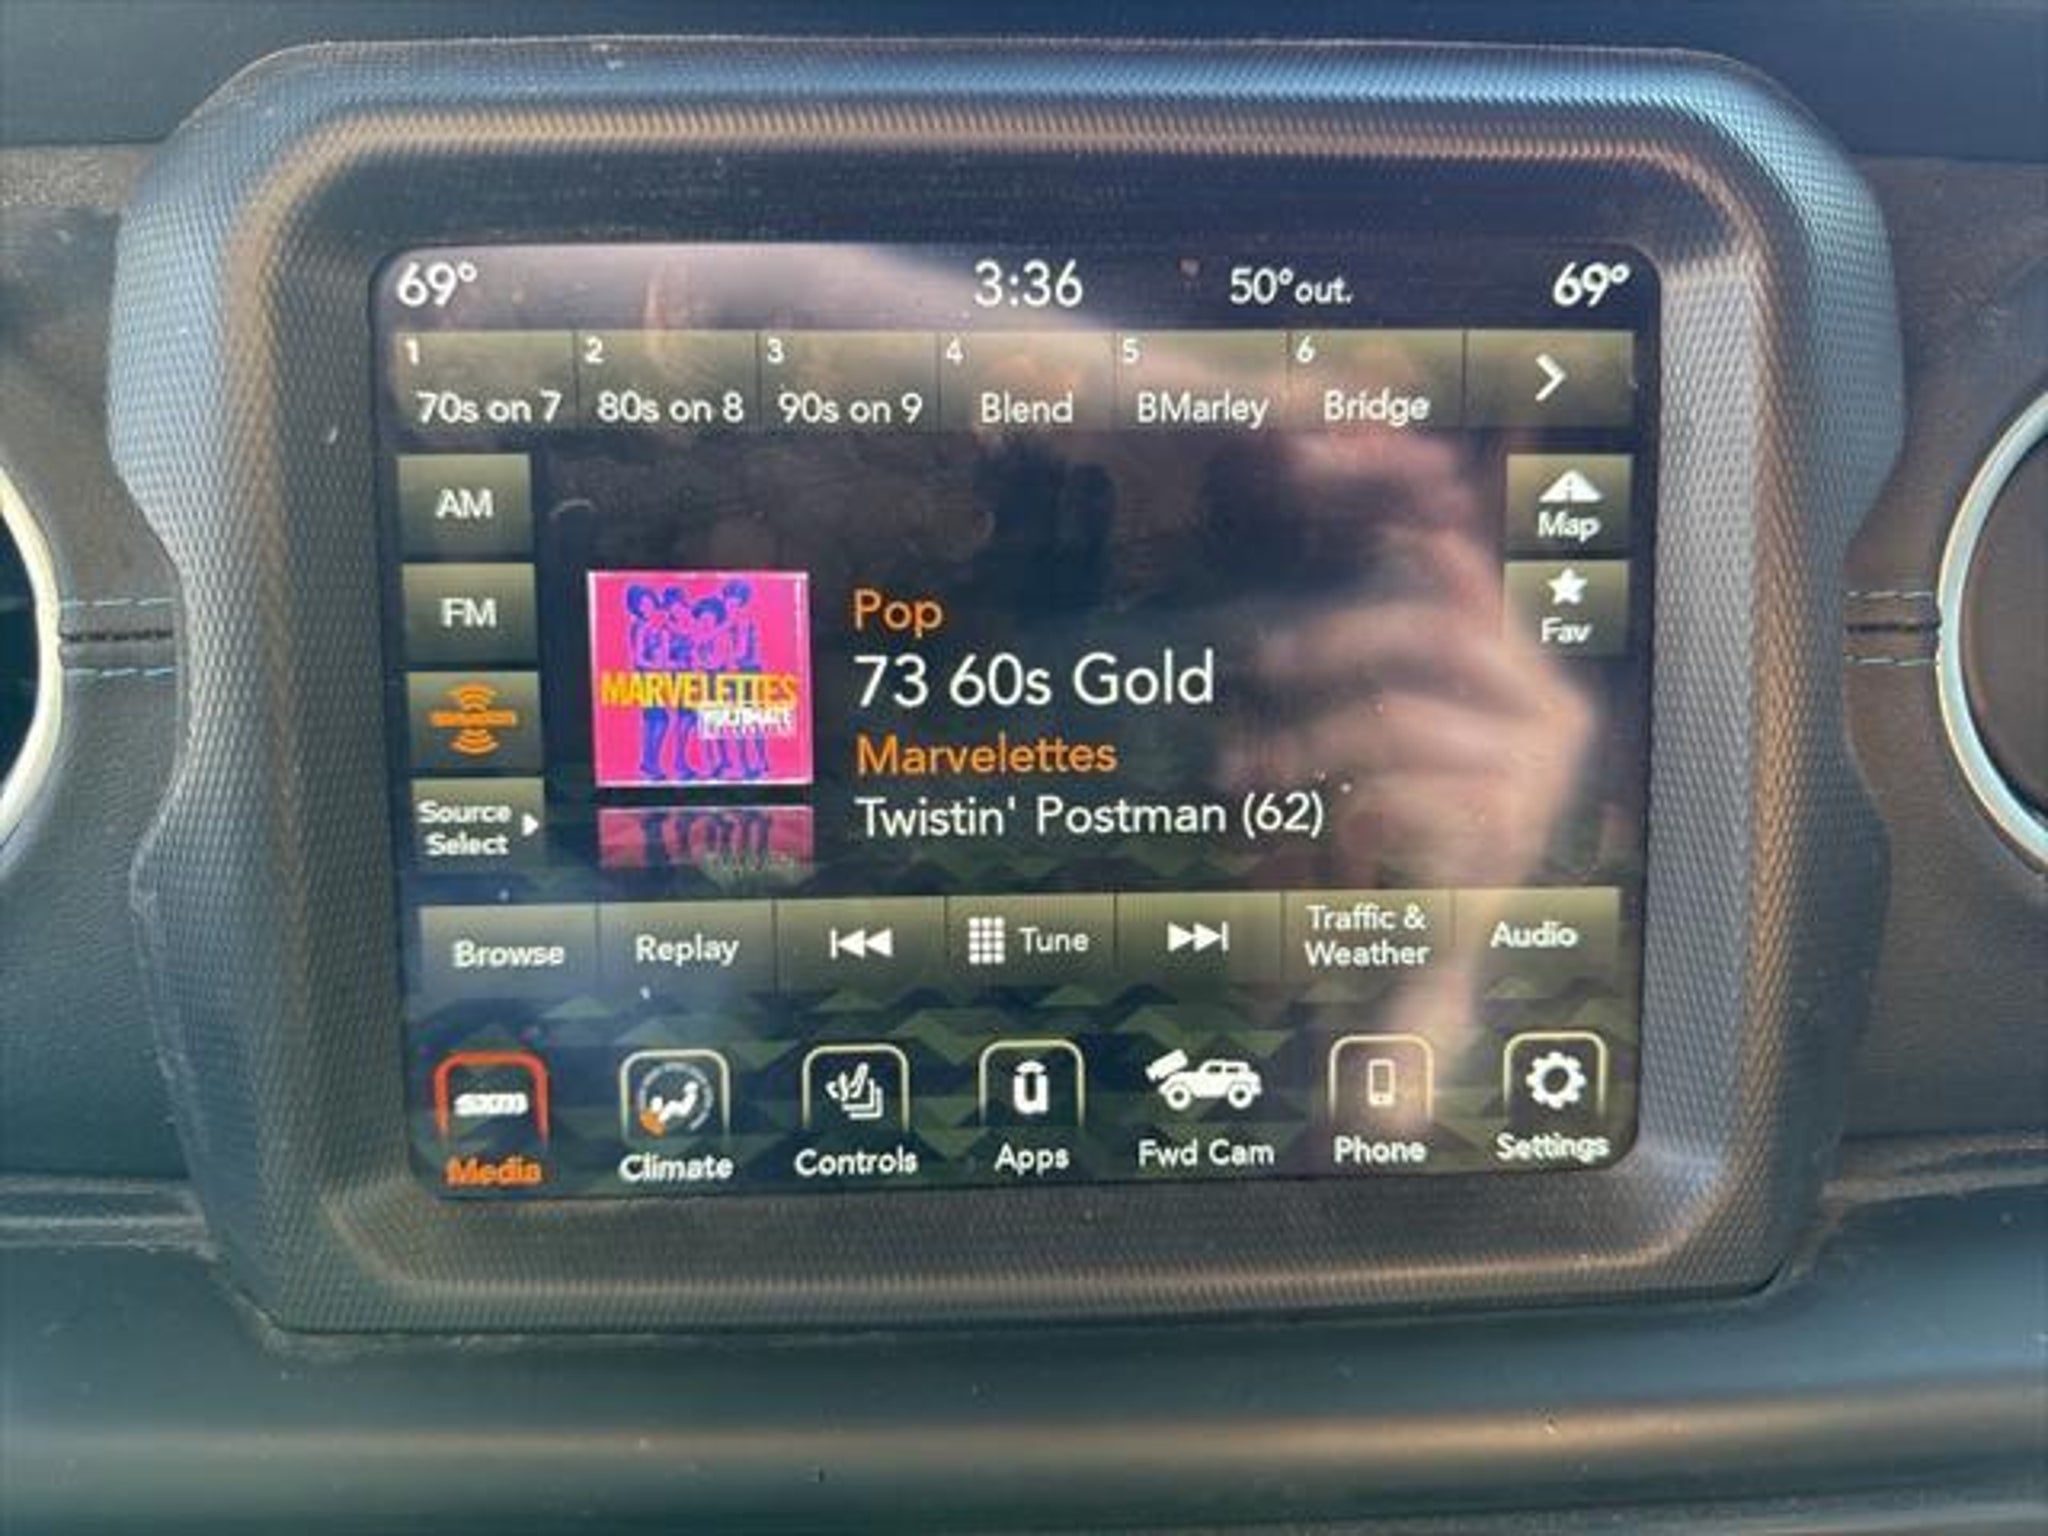 69° 3:36 50° out. 69°
1 2 3 4 5 6
70s on 7 80s on 8 90s on 9 Blend BMarley Bridge
AM
Map
FM
Fav
Pop
73 60s Gold
MARVELETTES
Marvelettes
ULTIMATE
Twistin' Postman (62)
Source
Select
Browse Replay Tune Traffic &
Weather Audio
sxm
Media Climate Controls Apps Fwd Cam Phone Settings